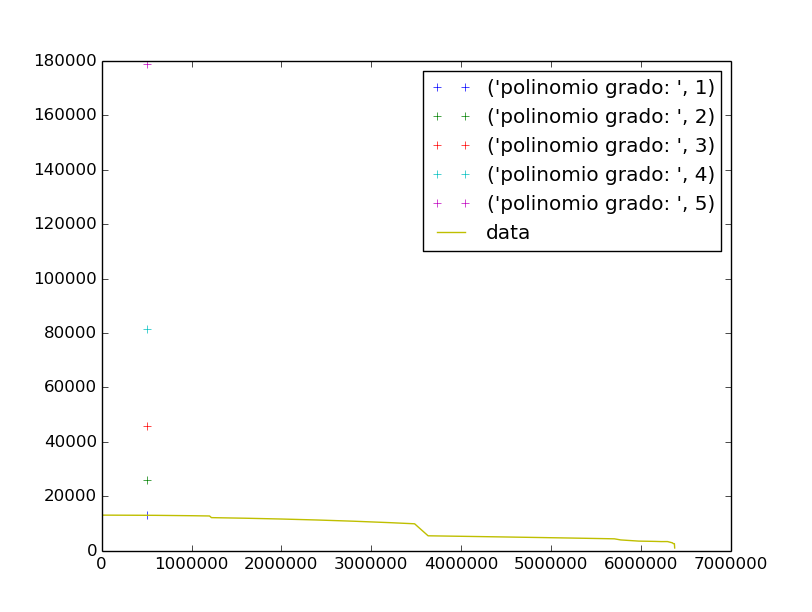 180000
160000
140000
120000
100000
80000
60000
40000
20000
0
('polinomio grado: ', 1)
('polinomio grado: ', 2)
('polinomio grado: ', 3)
('polinomio grado: ', 4)
('polinomio grado: ', 5)
data
0 1000000 2000000 3000000 4000000 5000000 6000000 7000000